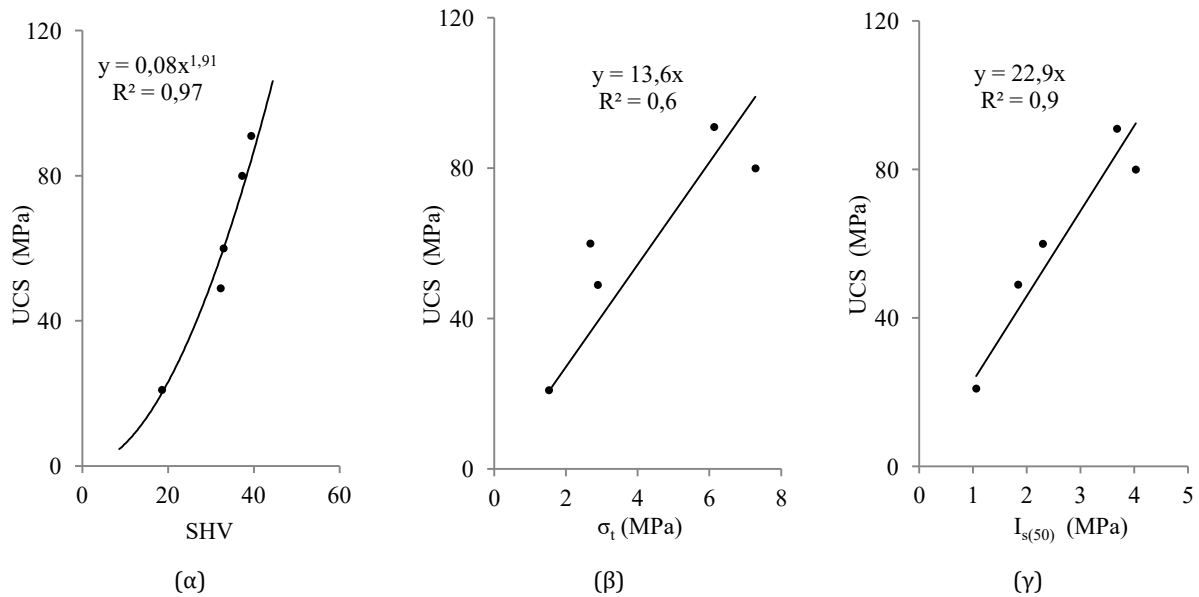 120
80
40
0
UCS (MPa)
y = 0,08x^1,91
R² = 0,97
0 20 40 60
SHV
(α)
120
80
40
0
UCS (MPa)
y = 13,6x
R² = 0,6
0 2 4 6 8
σt (MPa)
(β)
120
80
40
0
UCS (MPa)
y = 22,9x
R² = 0,9
0 1 2 3 4 5
Is(50) (MPa)
(γ)